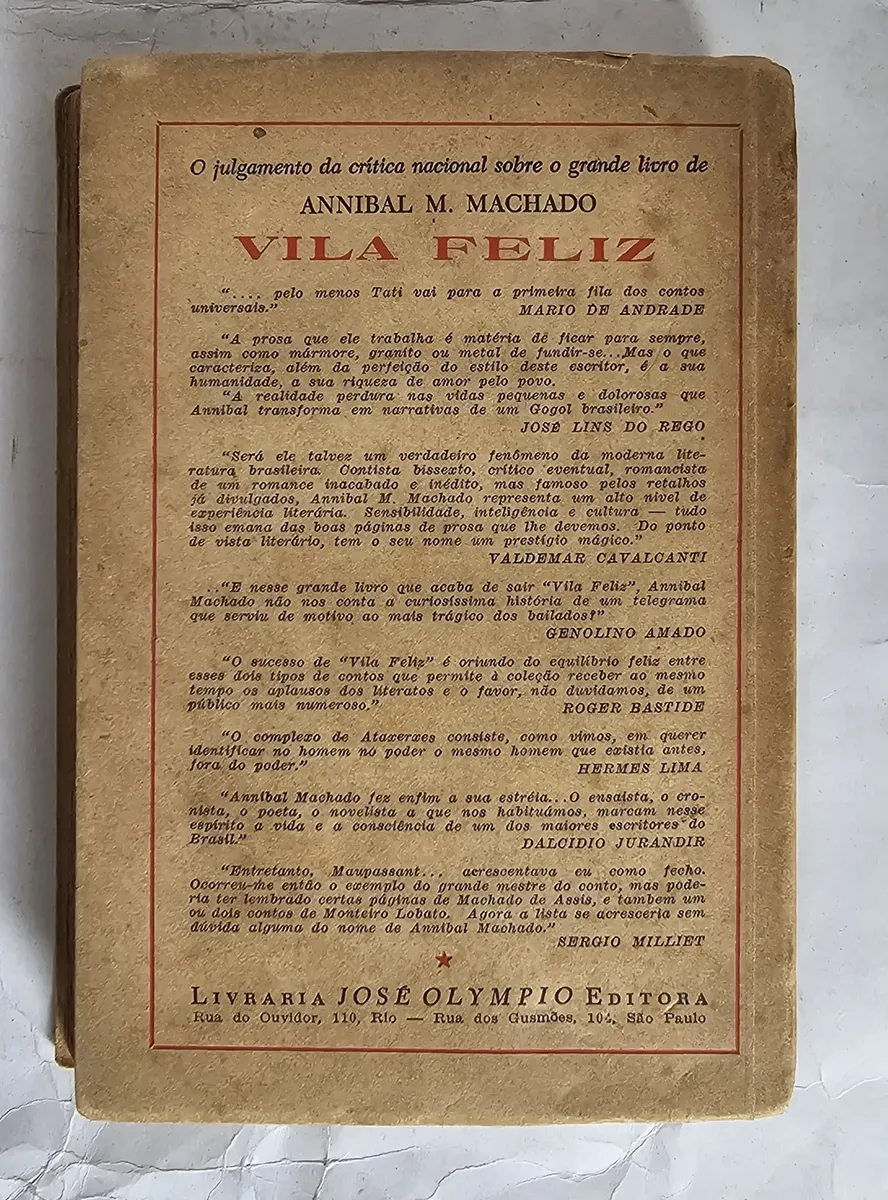 O julgamento da crítica nacional sobre o grande livro de
ANNIBAL M. MACHADO
VILA FELIZ
".... pelo menos Tati vai para a primeira fila dos contos
universais." MARIO DE ANDRADE
"A prosa que ele trabalha é matéria de ficar para sempre,
assim como mármore, granito ou metal de fundir-se...Mas o que
caracteriza, além da perfeição do estilo deste escritor, é a sua
humanidade, a sua riqueza de amor pelo povo.
"A realidade perdura nas vidas pequenas e dolorosas que
Annibal transforma em narrativas de um Gogol brasileiro."
JOSÉ LINS DO REGO
"Será ele talvez um verdadeiro fenômeno da moderna lite-
ratura brasileira. Contista bissexto, crítico eventual, romancista
de um romance inacabado e inédito, mas famoso pelos retalhos
já divulgados, Annibal M. Machado representa um alto nível de
experiência literária. Sensibilidade, inteligência e cultura — tudo
isso emana das boas páginas de prosa que lhe devemos. Do ponto
de vista literário, tem o seu nome um prestígio mágico."
VALDEMAR CAVALCANTI
.."E nesse grande livro que acaba de sair "Vila Feliz", Annibal
Machado não nos conta a curiosíssima história de um telegrama
que serviu de motivo ao mais trágico dos bailados?"
GENOLINO AMADO
"O sucesso de "Vila Feliz" é oriundo do equilíbrio feliz entre
esses dois tipos de contos que permite à coleção receber ao mesmo
tempo os aplausos dos literatos e o favor, não duvidamos, de um
público mais numeroso." ROGER BASTIDE
"O complexo de Ataxerxes consiste, como vimos, em querer
identificar no homem no poder o mesmo homem que existia antes,
fora do poder." HERMES LIMA
"Annibal Machado fez enfim a sua estréia...O ensaista, o cro-
nista, o poeta, o novelista a que nos habituámos, marcam nesse
espírito a vida e a consciência de um dos maiores escritores do
Brasil." DALCIDIO JURANDIR
"Entretanto, Maupassant... acrescentava eu como fecho.
Ocorreu-me então o exemplo do grande mestre do conto, mas pode-
ria ter lembrado certas páginas de Machado de Assis, e tambem um
ou dois contos de Monteiro Lobato. Agora a lista se acresceria sem
dúvida alguma do nome de Annibal Machado."
SERGIO MILLIET
LIVRARIA JOSÉ OLYMPIO EDITORA
Rua do Ouvidor, 110, Rio — Rua dos Gusmões, 104, São Paulo